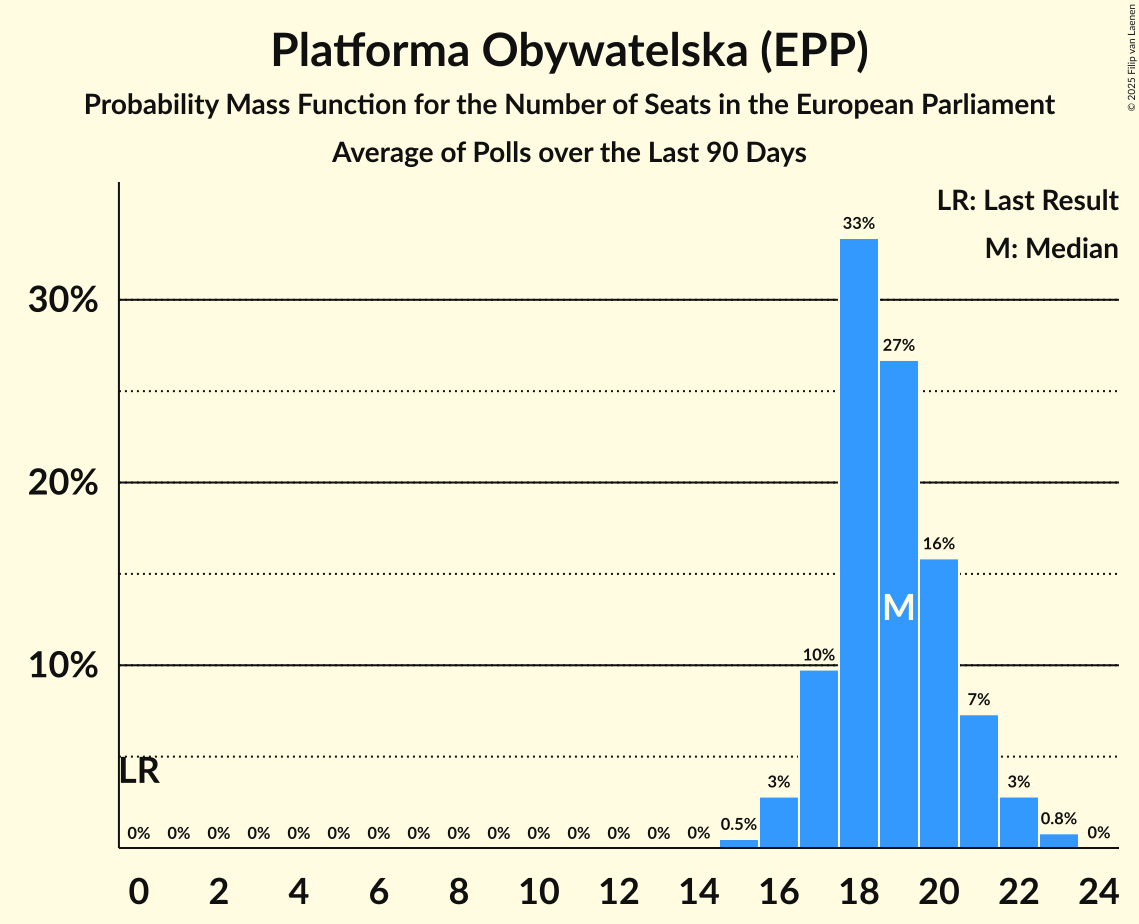 Platforma Obywatelska (EPP)
Probability Mass Function for the Number of Seats in the European Parliament
Average of Polls over the Last 90 Days
© 2025 Filip van Laenen
LR: Last Result
M: Median
30%
20%
10%
LR
0% 0% 0% 0% 0% 0% 0% 0% 0% 0% 0% 0% 0% 0% 0% 0.5% 3% 10% 33% 27% 16% 7% 3% 0.8% 0%
M
0 2 4 6 8 10 12 14 16 18 20 22 24